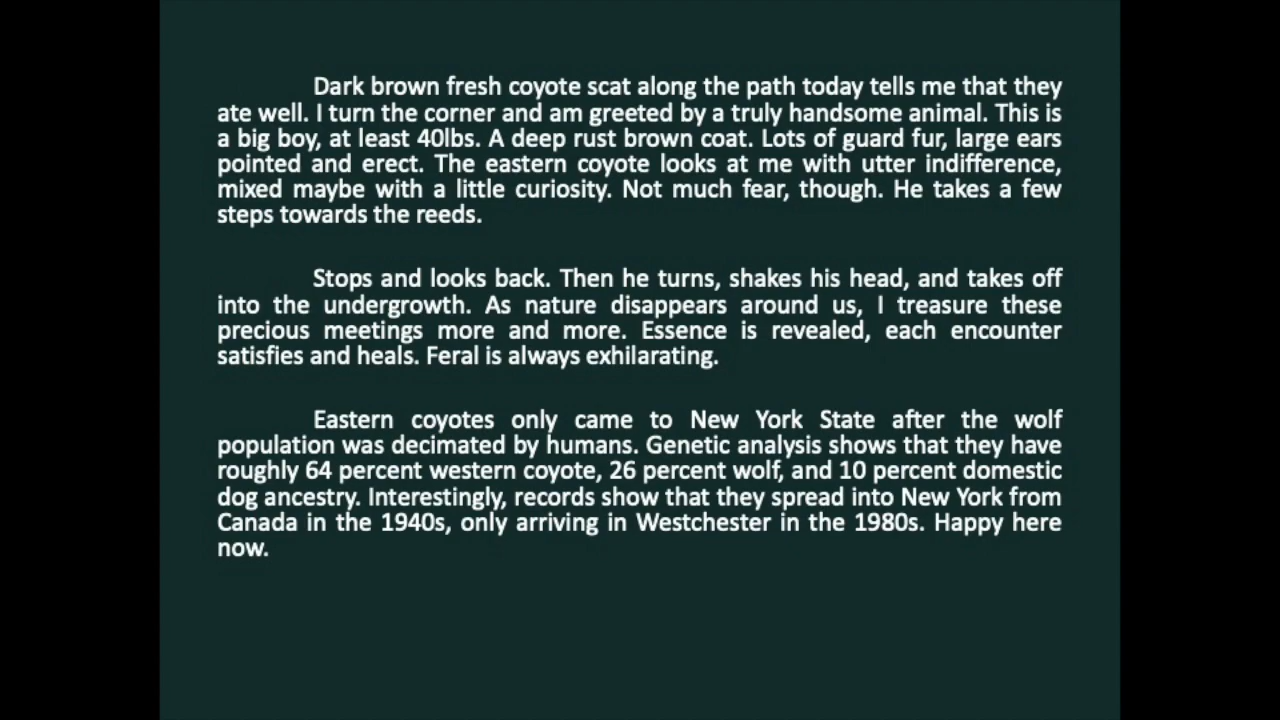 Dark brown fresh coyote scat along the path today tells me that they
ate well. I turn the corner and am greeted by a truly handsome animal. This is
a big boy, at least 40lbs. A deep rust brown coat. Lots of guard fur, large ears
pointed and erect. The eastern coyote looks at me with utter indifference,
mixed maybe with a little curiosity. Not much fear, though. He takes a few
steps towards the reeds.
Stops and looks back. Then he turns, shakes his head, and takes off
into the undergrowth. As nature disappears around us, I treasure these
precious meetings more and more. Essence is revealed, each encounter
satisfies and heals. Feral is always exhilarating.
Eastern coyotes only came to New York State after the wolf
population was decimated by humans. Genetic analysis shows that they have
roughly 64 percent western coyote, 26 percent wolf, and 10 percent domestic
dog ancestry. Interestingly, records show that they spread into New York from
Canada in the 1940s, only arriving in Westchester in the 1980s. Happy here
now.